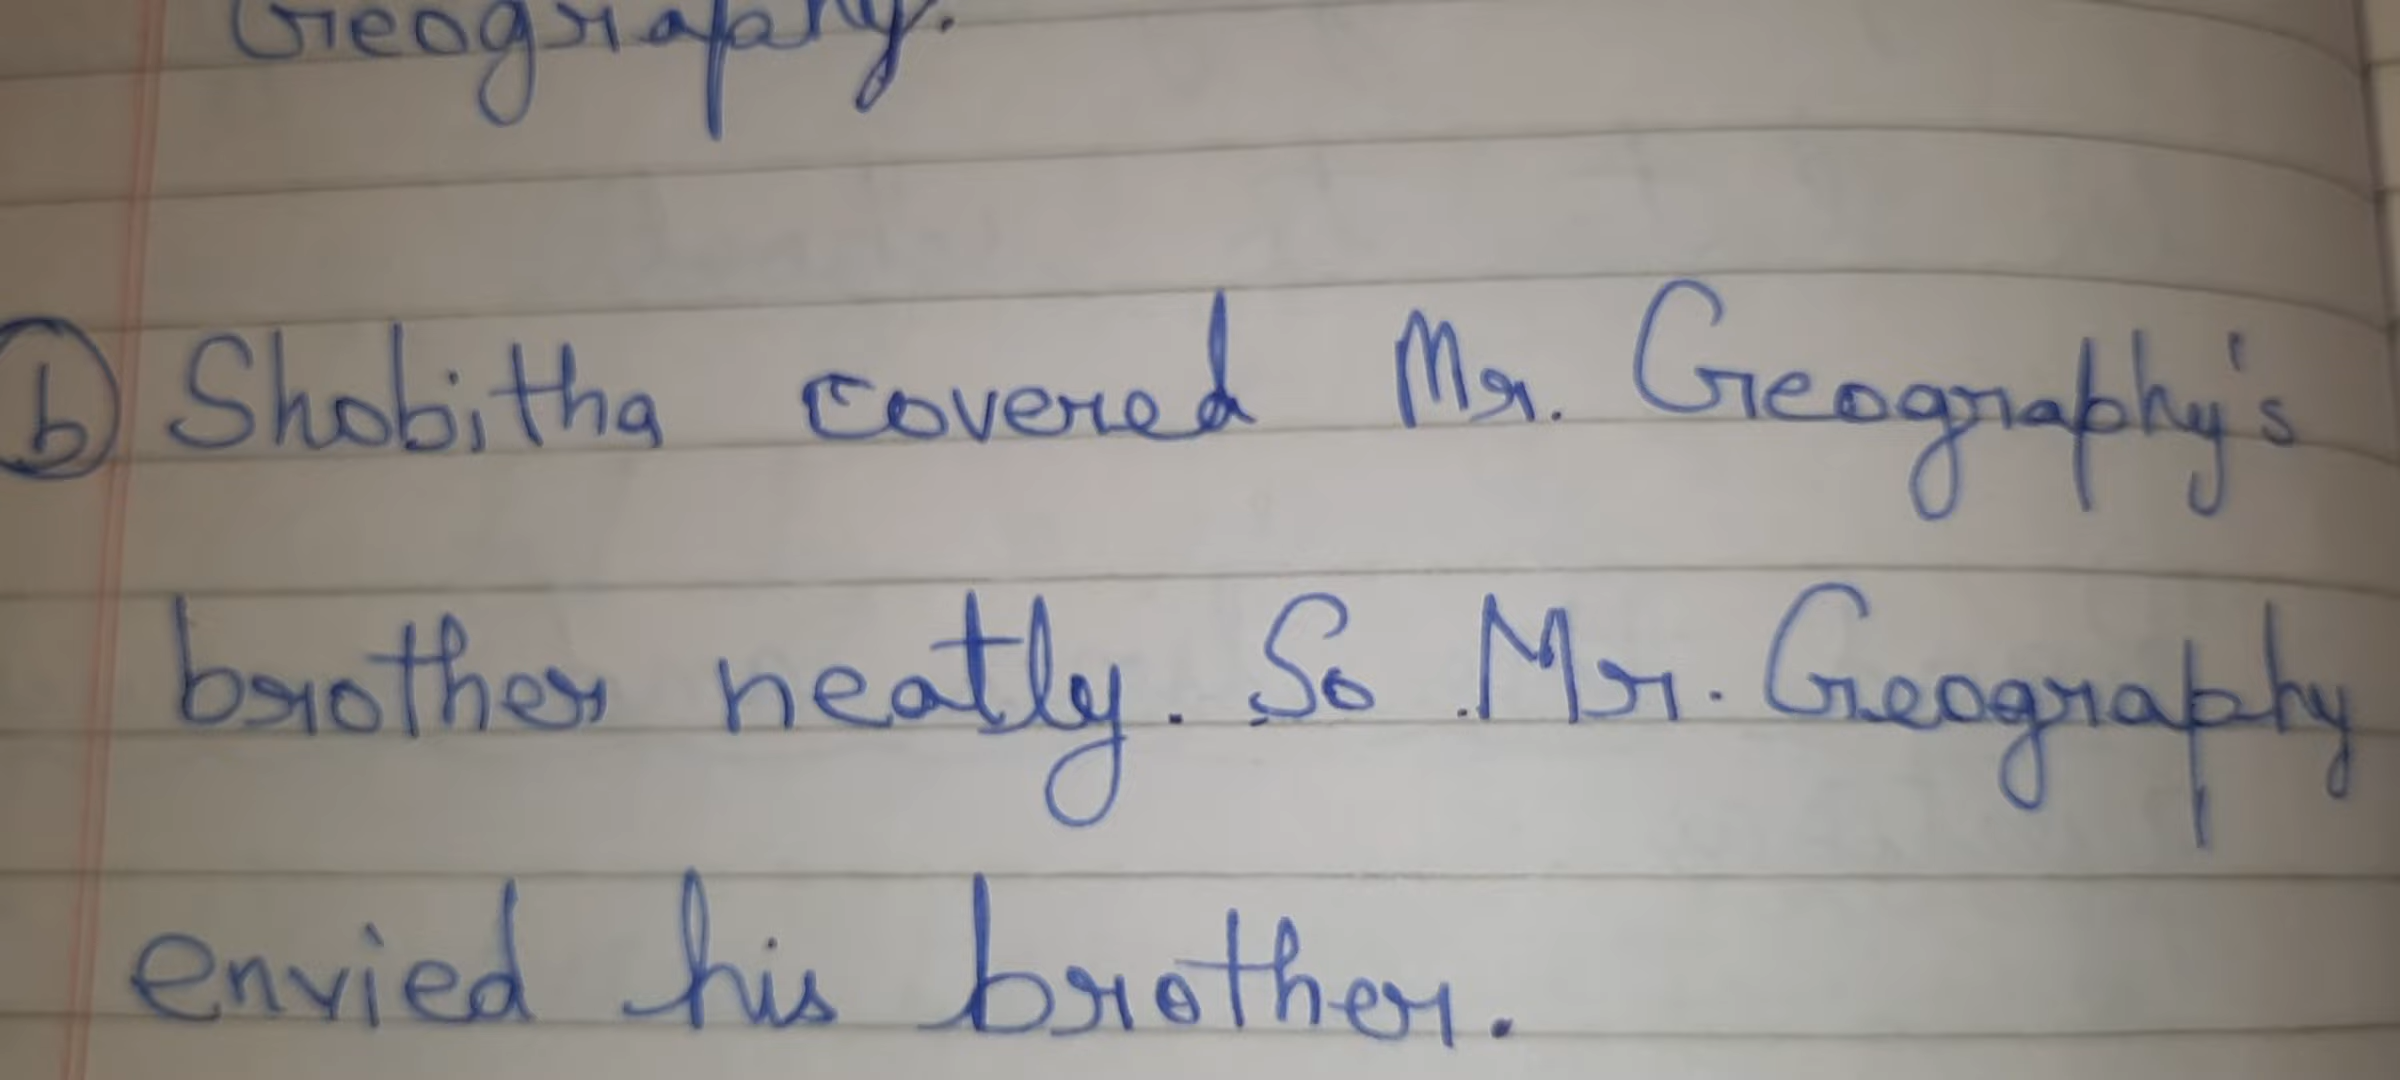 Geography.
b Shobitha covered Mr. Geography's
brother neatly. So Mr. Geography
envied his brother.